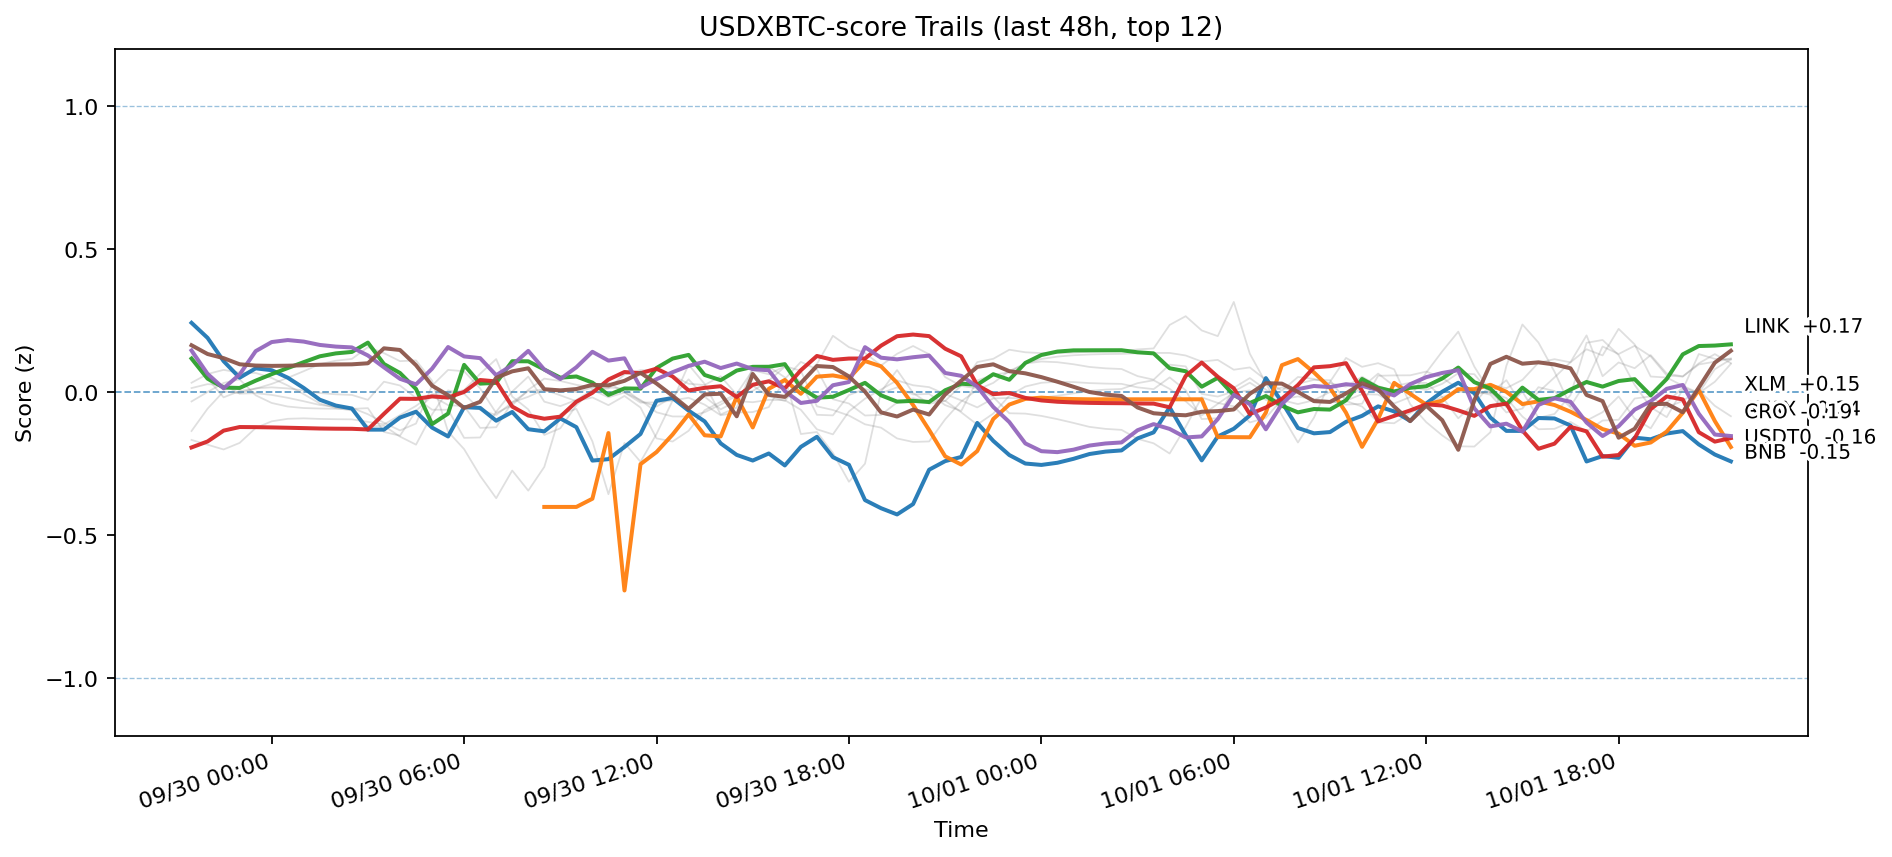 USDXBTC-score Trails (last 48h, top 12)
Score (z)
1.0
0.5
0.0
−0.5
−1.0
LINK +0.17
XLM +0.15
GROX -0.19
USDT0 -0.16
BNB -0.15
09/30 00:00
09/30 06:00
09/30 12:00
09/30 18:00
10/01 00:00
10/01 06:00
10/01 12:00
10/01 18:00
Time